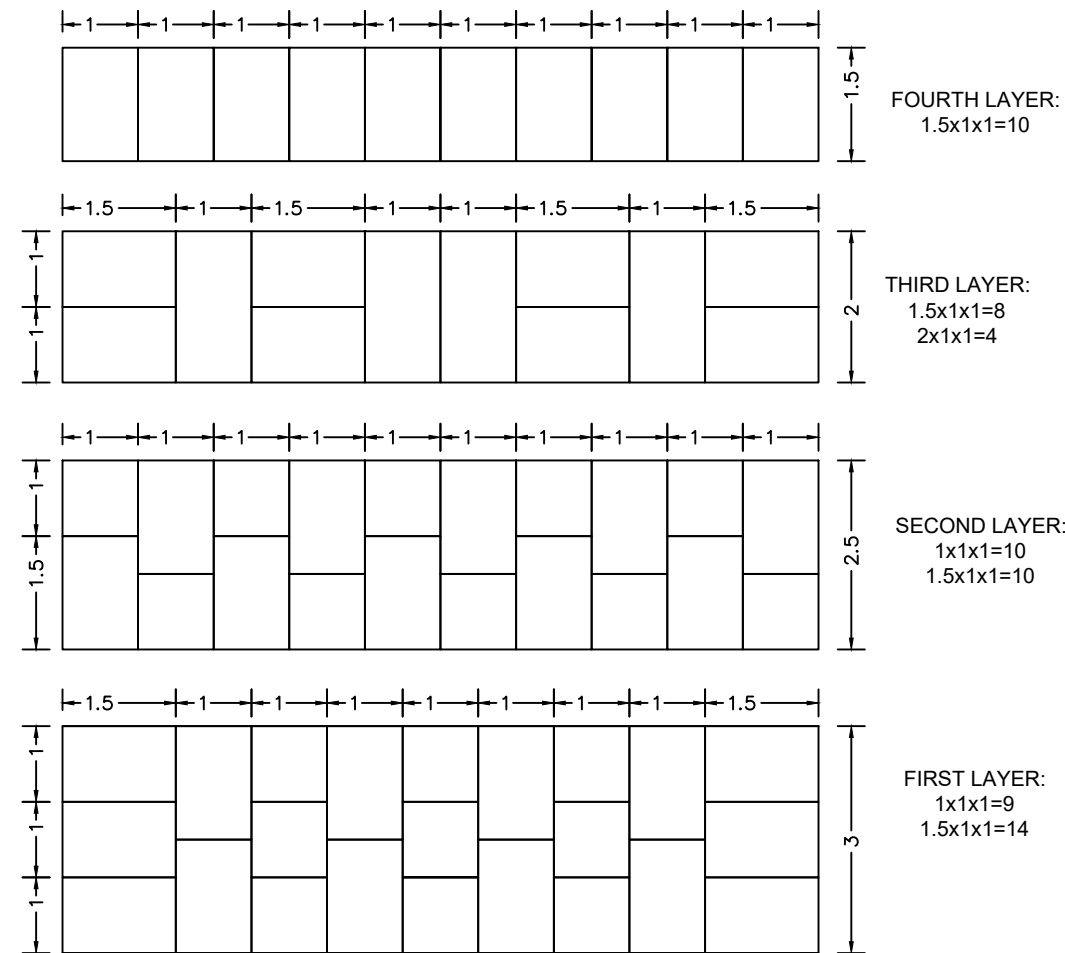 1 1 1 1 1 1 1 1 1 1
1.5
FOURTH LAYER:
1.5x1x1=10
1.5 1 1.5 1 1 1.5 1 1.5
1
1
2
THIRD LAYER:
1.5x1x1=8
2x1x1=4
1 1 1 1 1 1 1 1 1 1
1
1.5
2.5
SECOND LAYER:
1x1x1=10
1.5x1x1=10
1.5 1 1 1 1 1 1 1 1.5
1
1
1
3
FIRST LAYER:
1x1x1=9
1.5x1x1=14